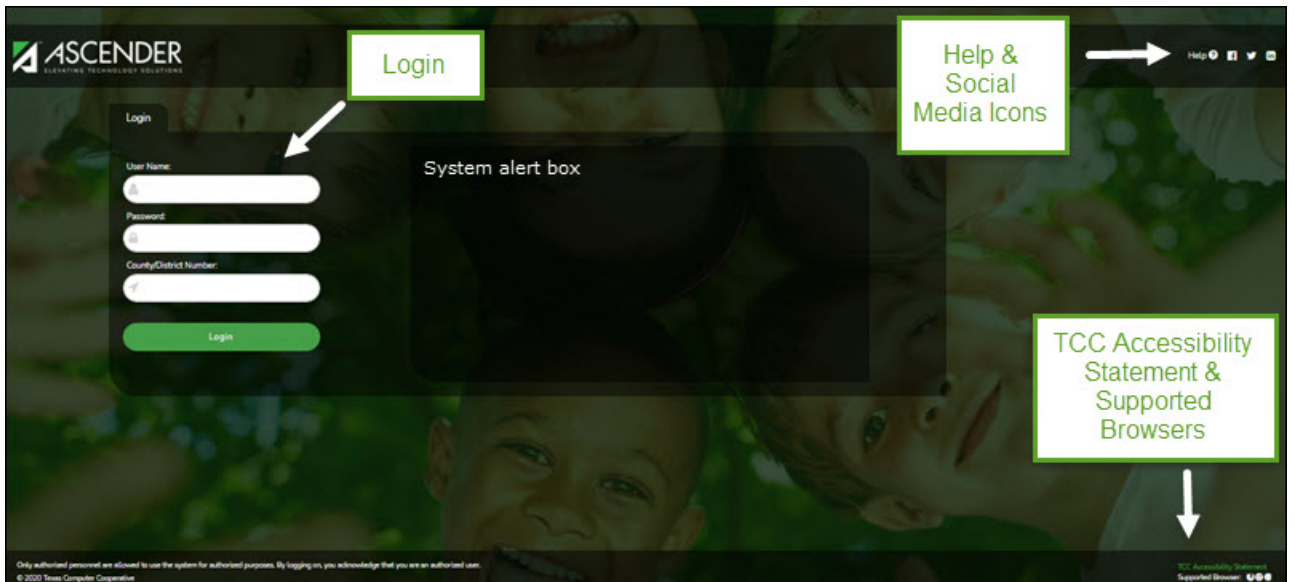 ASCENDER
ELEVATING TECHNOLOGY SOLUTIONS
Login
Help &
Social
Media Icons
Help
Login
User Name:
System alert box
Password:
County/District Number:
Login
TCC Accessibility
Statement &
Supported
Browsers
Only authorized personnel are allowed to use the system for authorized purposes. By logging on, you acknowledge that you are an authorized user.
© 2020 Texas Computer Cooperative
TCC Accessibility Statement
Supported Browser: